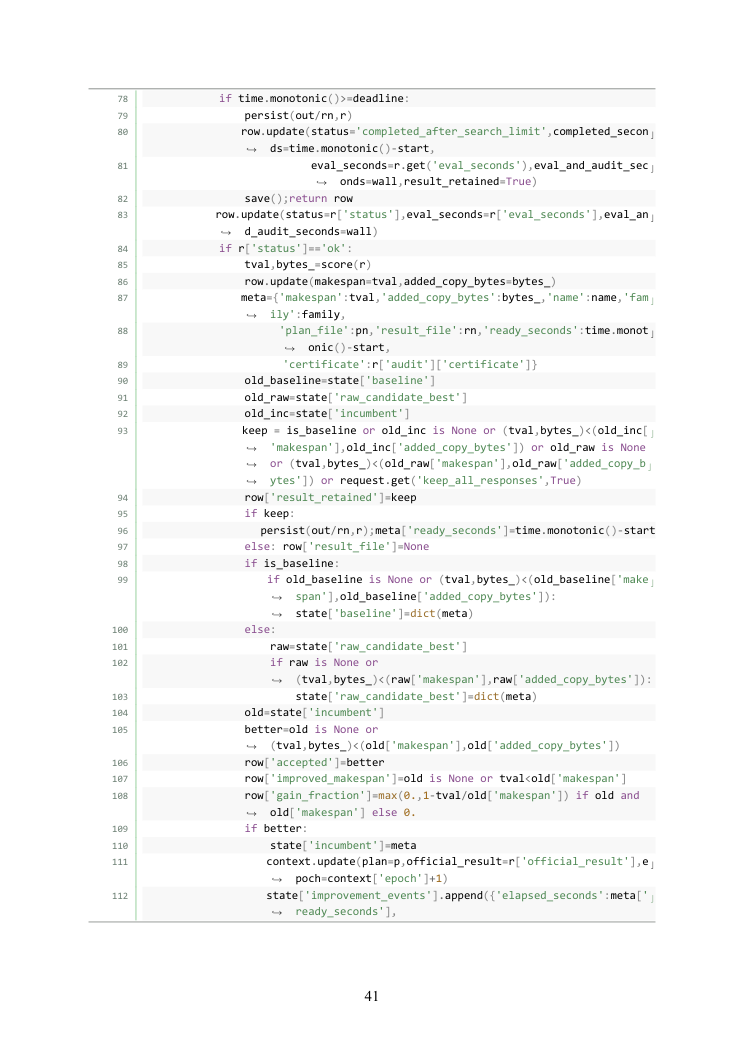 78 if time.monotonic()>=deadline:
79 persist(out/rn,r)
80 row.update(status='completed_after_search_limit',completed_secon⌋
↪ ds=time.monotonic()-start,
81 eval_seconds=r.get('eval_seconds'),eval_and_audit_sec⌋
↪ onds=wall,result_retained=True)
82 save();return row
83 row.update(status=r['status'],eval_seconds=r['eval_seconds'],eval_an⌋
↪ d_audit_seconds=wall)
84 if r['status']=='ok':
85 tval,bytes_=score(r)
86 row.update(makespan=tval,added_copy_bytes=bytes_)
87 meta={'makespan':tval,'added_copy_bytes':bytes_,'name':name,'fam⌋
↪ ily':family,
88 'plan_file':pn,'result_file':rn,'ready_seconds':time.monot⌋
↪ onic()-start,
89 'certificate':r['audit']['certificate']}
90 old_baseline=state['baseline']
91 old_raw=state['raw_candidate_best']
92 old_inc=state['incumbent']
93 keep = is_baseline or old_inc is None or (tval,bytes_)<(old_inc[⌋
↪ 'makespan'],old_inc['added_copy_bytes']) or old_raw is None
↪ or (tval,bytes_)<(old_raw['makespan'],old_raw['added_copy_b⌋
↪ ytes']) or request.get('keep_all_responses',True)
94 row['result_retained']=keep
95 if keep:
96 persist(out/rn,r);meta['ready_seconds']=time.monotonic()-start
97 else: row['result_file']=None
98 if is_baseline:
99 if old_baseline is None or (tval,bytes_)<(old_baseline['make⌋
↪ span'],old_baseline['added_copy_bytes']):
↪ state['baseline']=dict(meta)
100 else:
101 raw=state['raw_candidate_best']
102 if raw is None or
↪ (tval,bytes_)<(raw['makespan'],raw['added_copy_bytes']):
103 state['raw_candidate_best']=dict(meta)
104 old=state['incumbent']
105 better=old is None or
↪ (tval,bytes_)<(old['makespan'],old['added_copy_bytes'])
106 row['accepted']=better
107 row['improved_makespan']=old is None or tval<old['makespan']
108 row['gain_fraction']=max(0.,1-tval/old['makespan']) if old and
↪ old['makespan'] else 0.
109 if better:
110 state['incumbent']=meta
111 context.update(plan=p,official_result=r['official_result'],e⌋
↪ poch=context['epoch']+1)
112 state['improvement_events'].append({'elapsed_seconds':meta['⌋
↪ ready_seconds'],
41